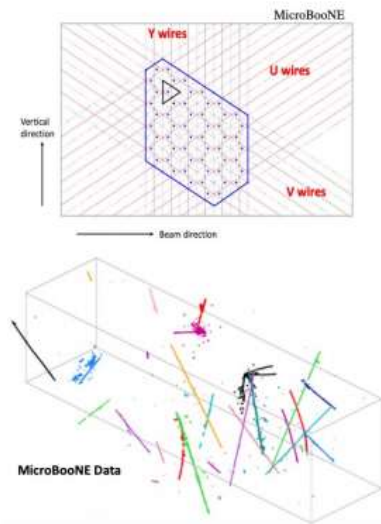 MicroBooNE
Y wires
U wires
Vertical
direction
V wires
Beam direction
MicroBooNE Data